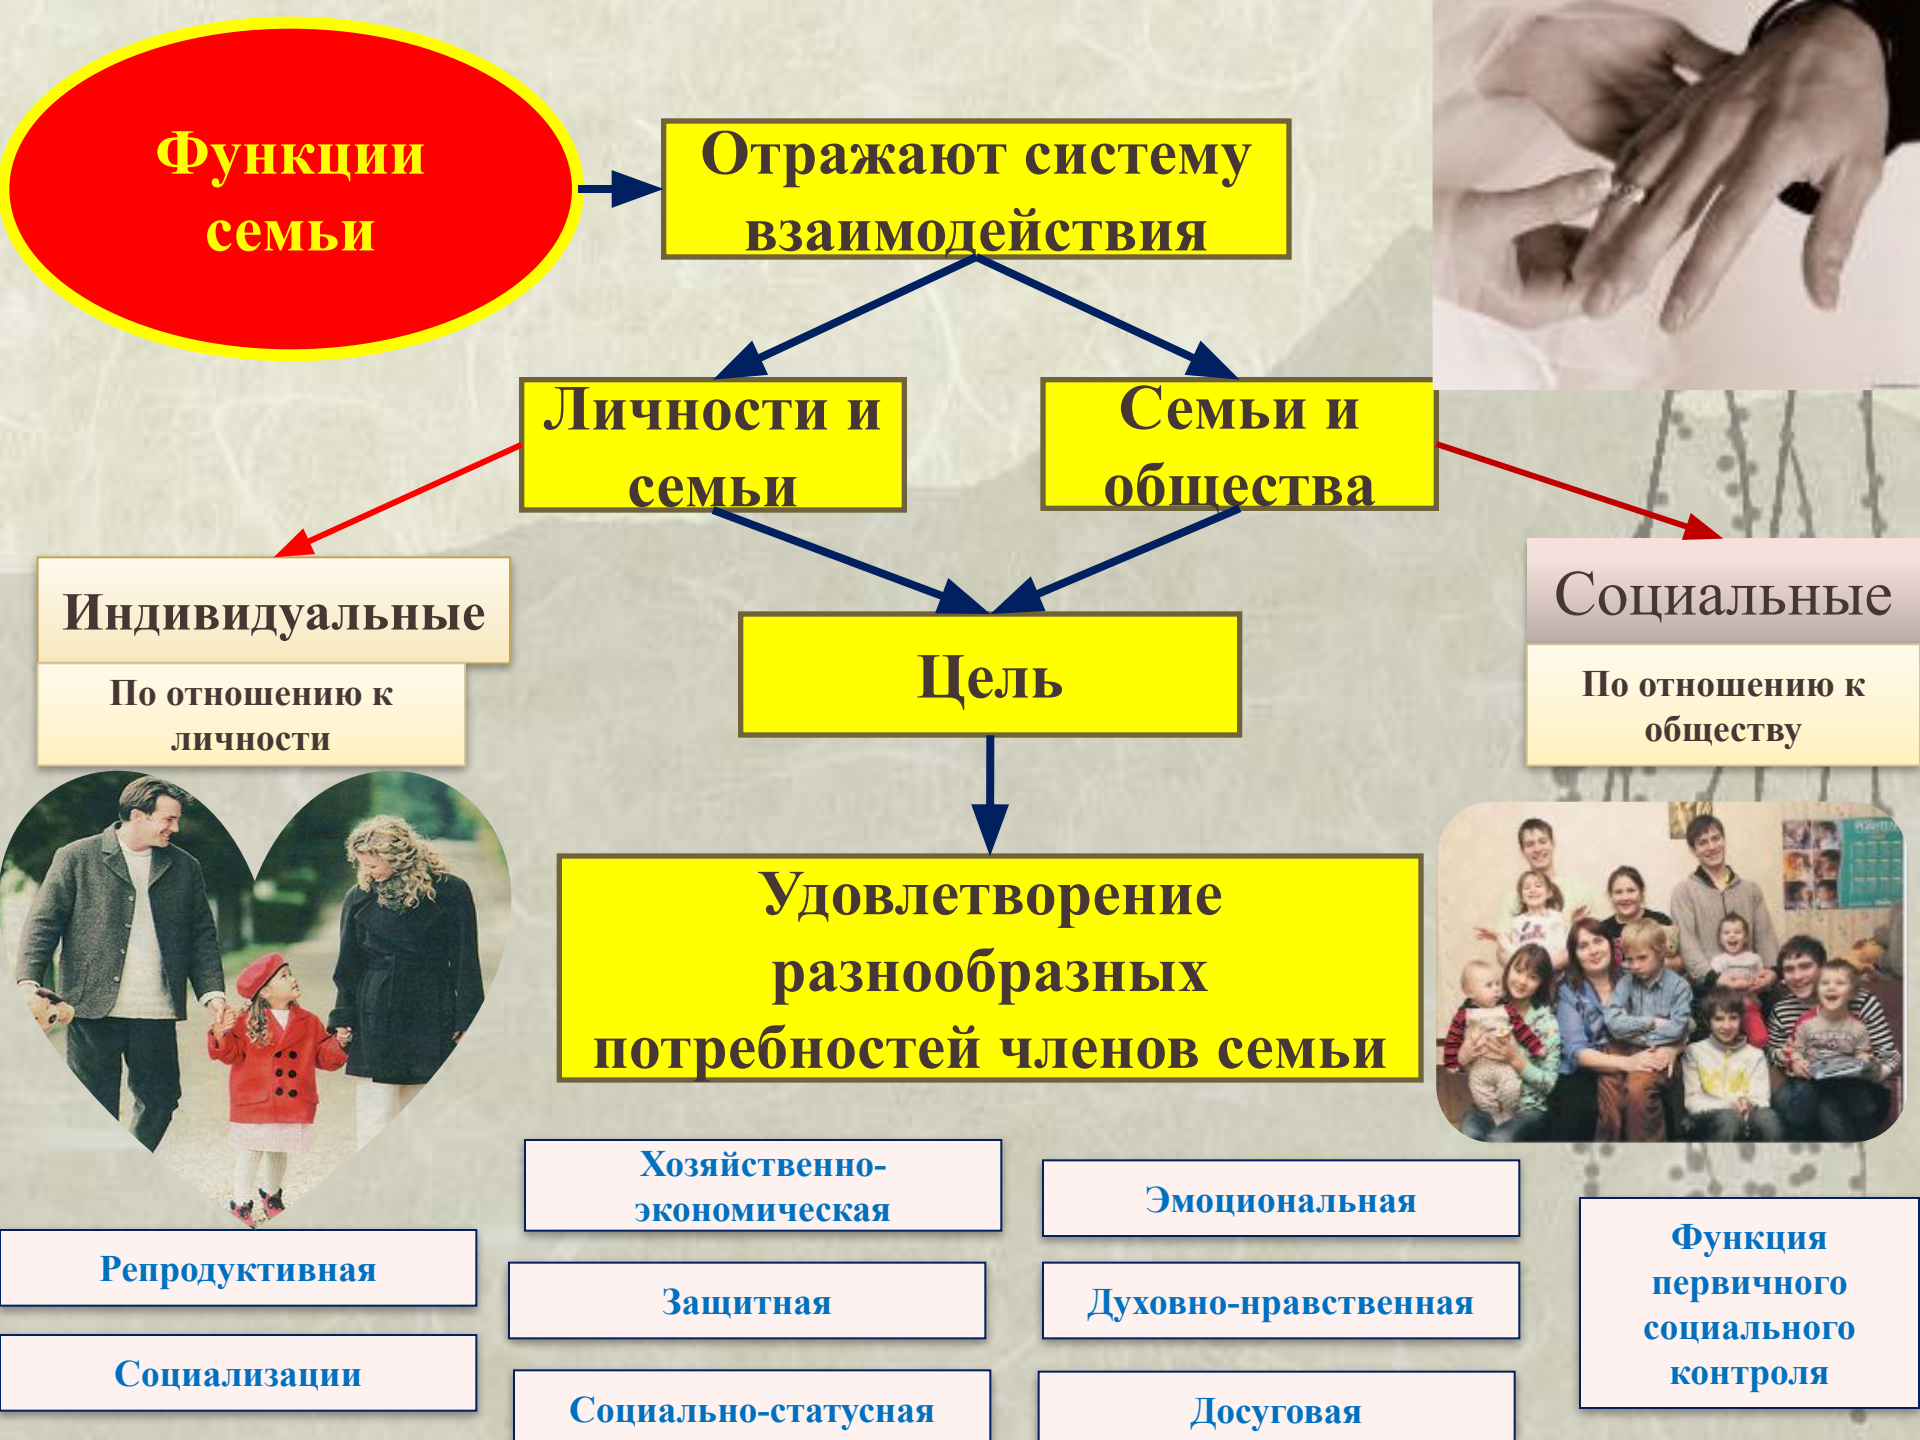 Функции
семьи
Отражают систему
взаимодействия
Личности и
семьи
Семьи и
общества
Индивидуальные
По отношению к
личности
Социальные
По отношению к
обществу
Цель
Удовлетворение
разнообразных
потребностей членов семьи
Хозяйственно-
экономическая
Эмоциональная
Функция
первичного
социального
контроля
Репродуктивная
Защитная
Духовно-нравственная
Социализации
Социально-статусная
Досуговая